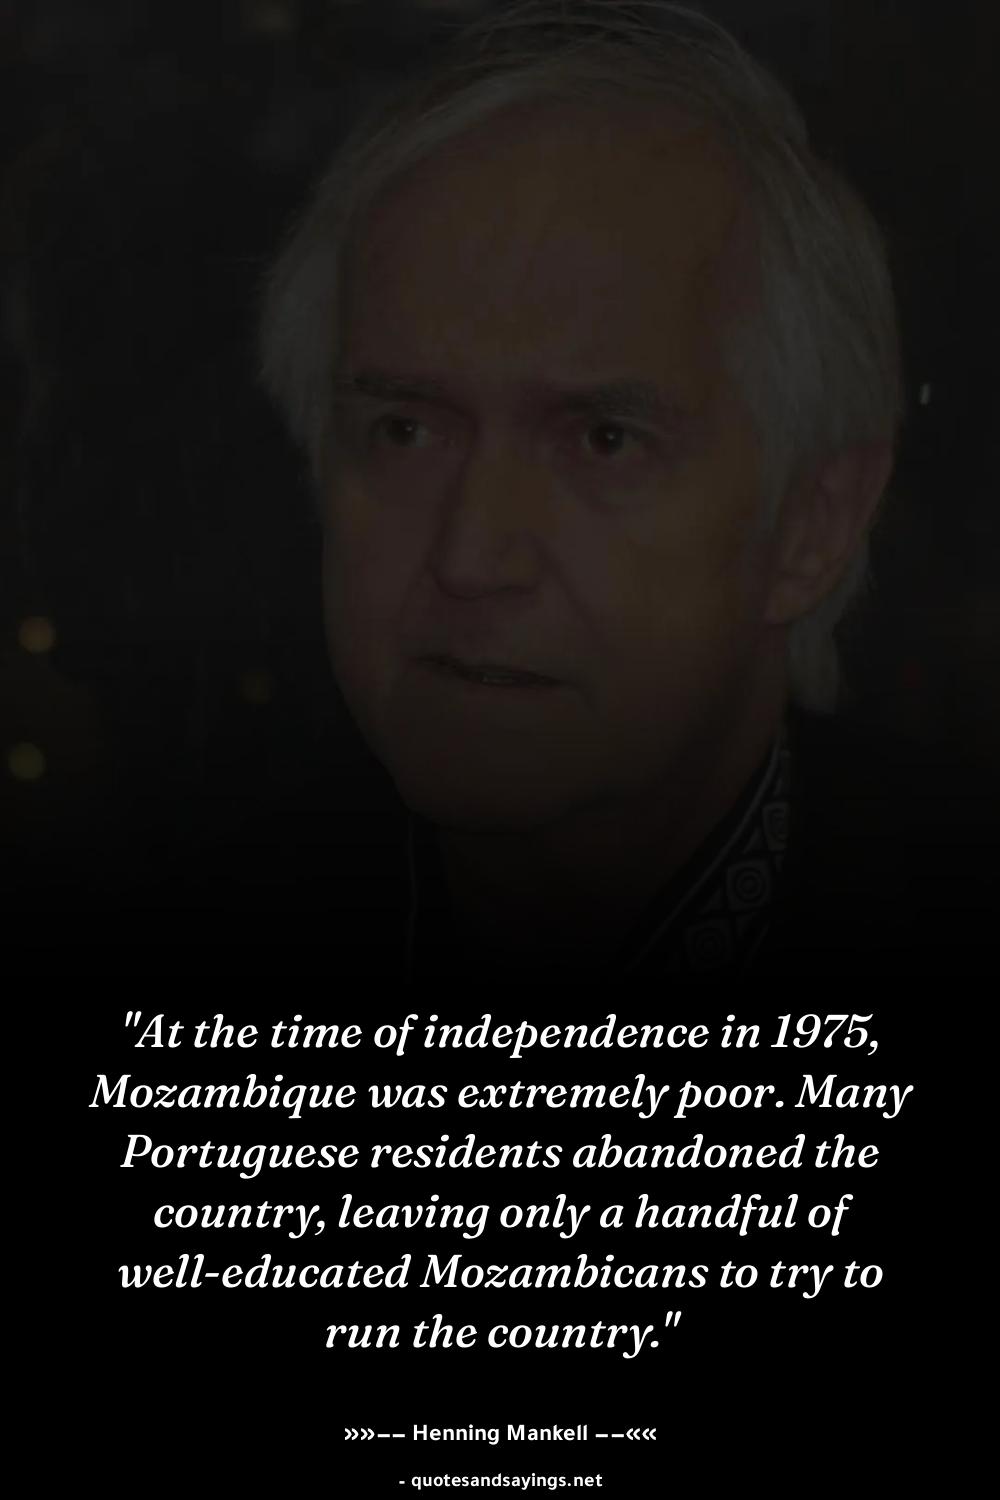 "At the time of independence in 1975,
Mozambique was extremely poor. Many
Portuguese residents abandoned the
country, leaving only a handful of
well-educated Mozambicans to try to
run the country."
»»−− Henning Mankell −−««
- quotesandsayings.net